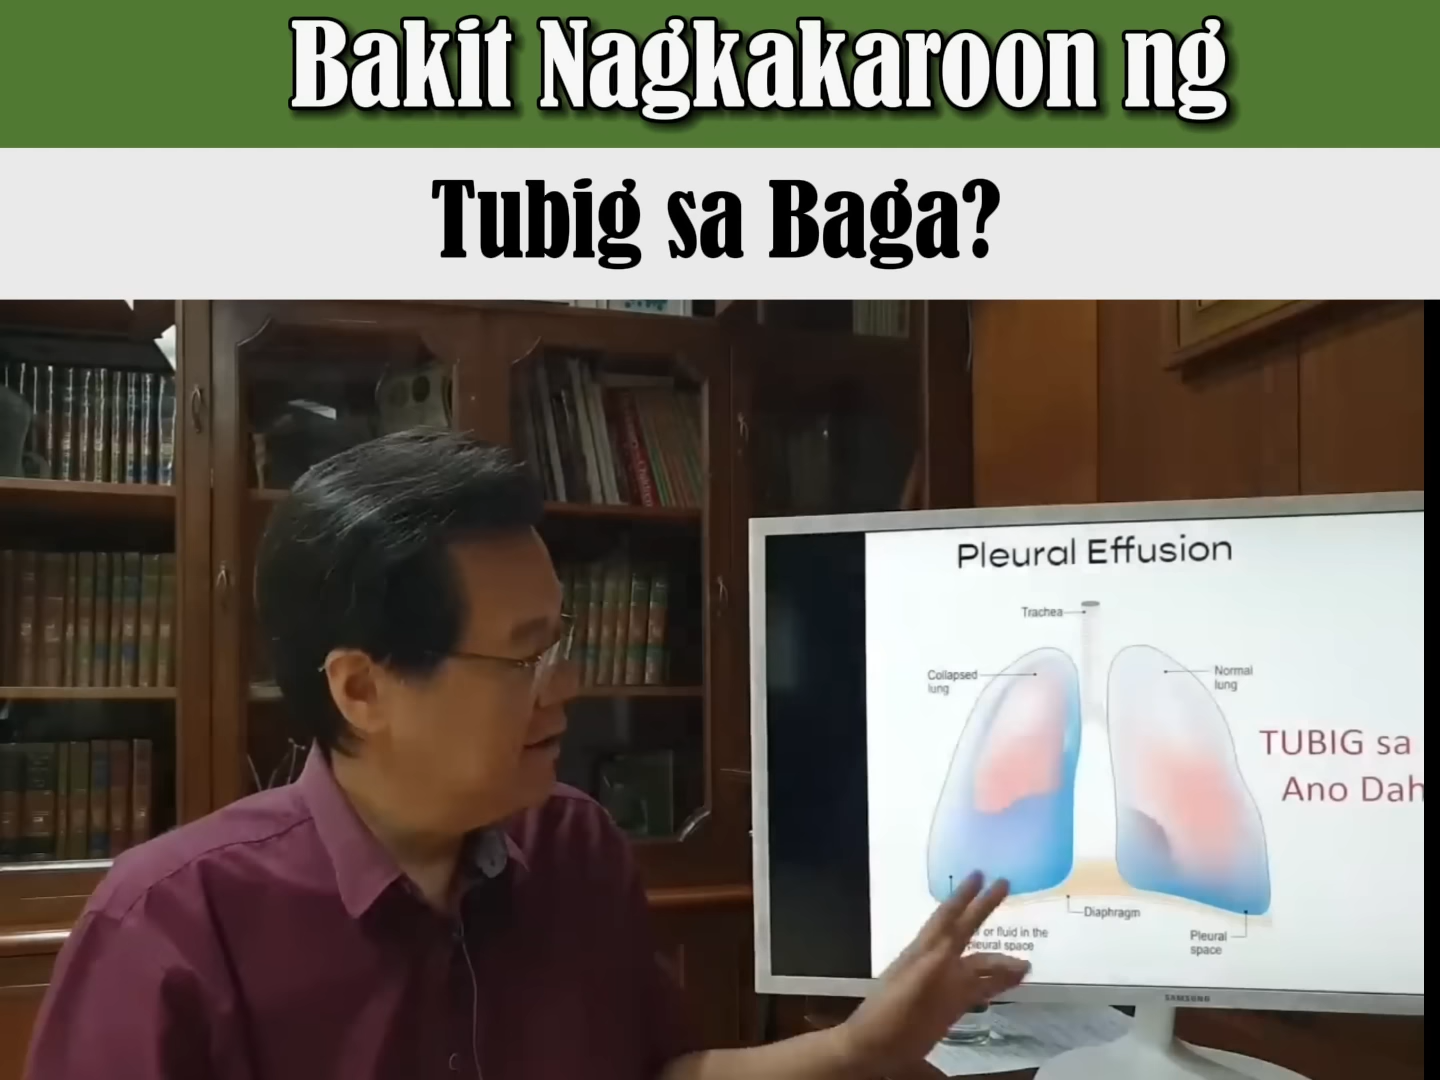 Bakit Nagkakaroon ng
Tubig sa Baga?
Pleural Effusion
Trachea
Collapsed
lung
Normal
lung
TUBIG sa
Ano
Diaphragm
or fluid in the
pleural space
Pleural
space
SAMSUNG